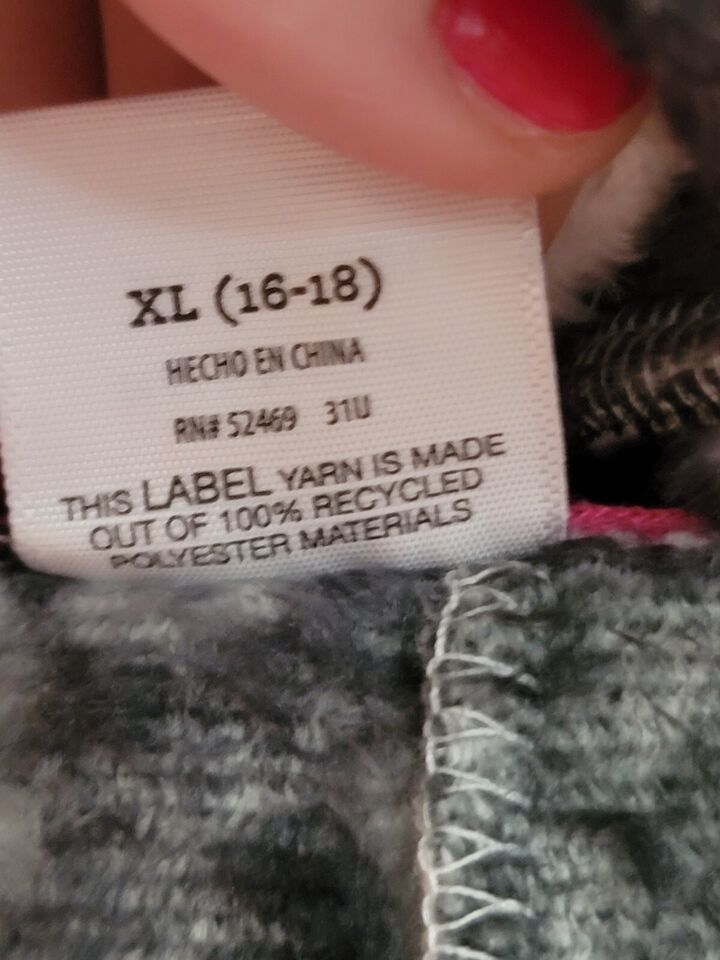 XL (16-18)
HECHO EN CHINA
RN# 52469 31U
THIS LABEL YARN IS MADE
OUT OF 100% RECYCLED
POLYESTER MATERIALS